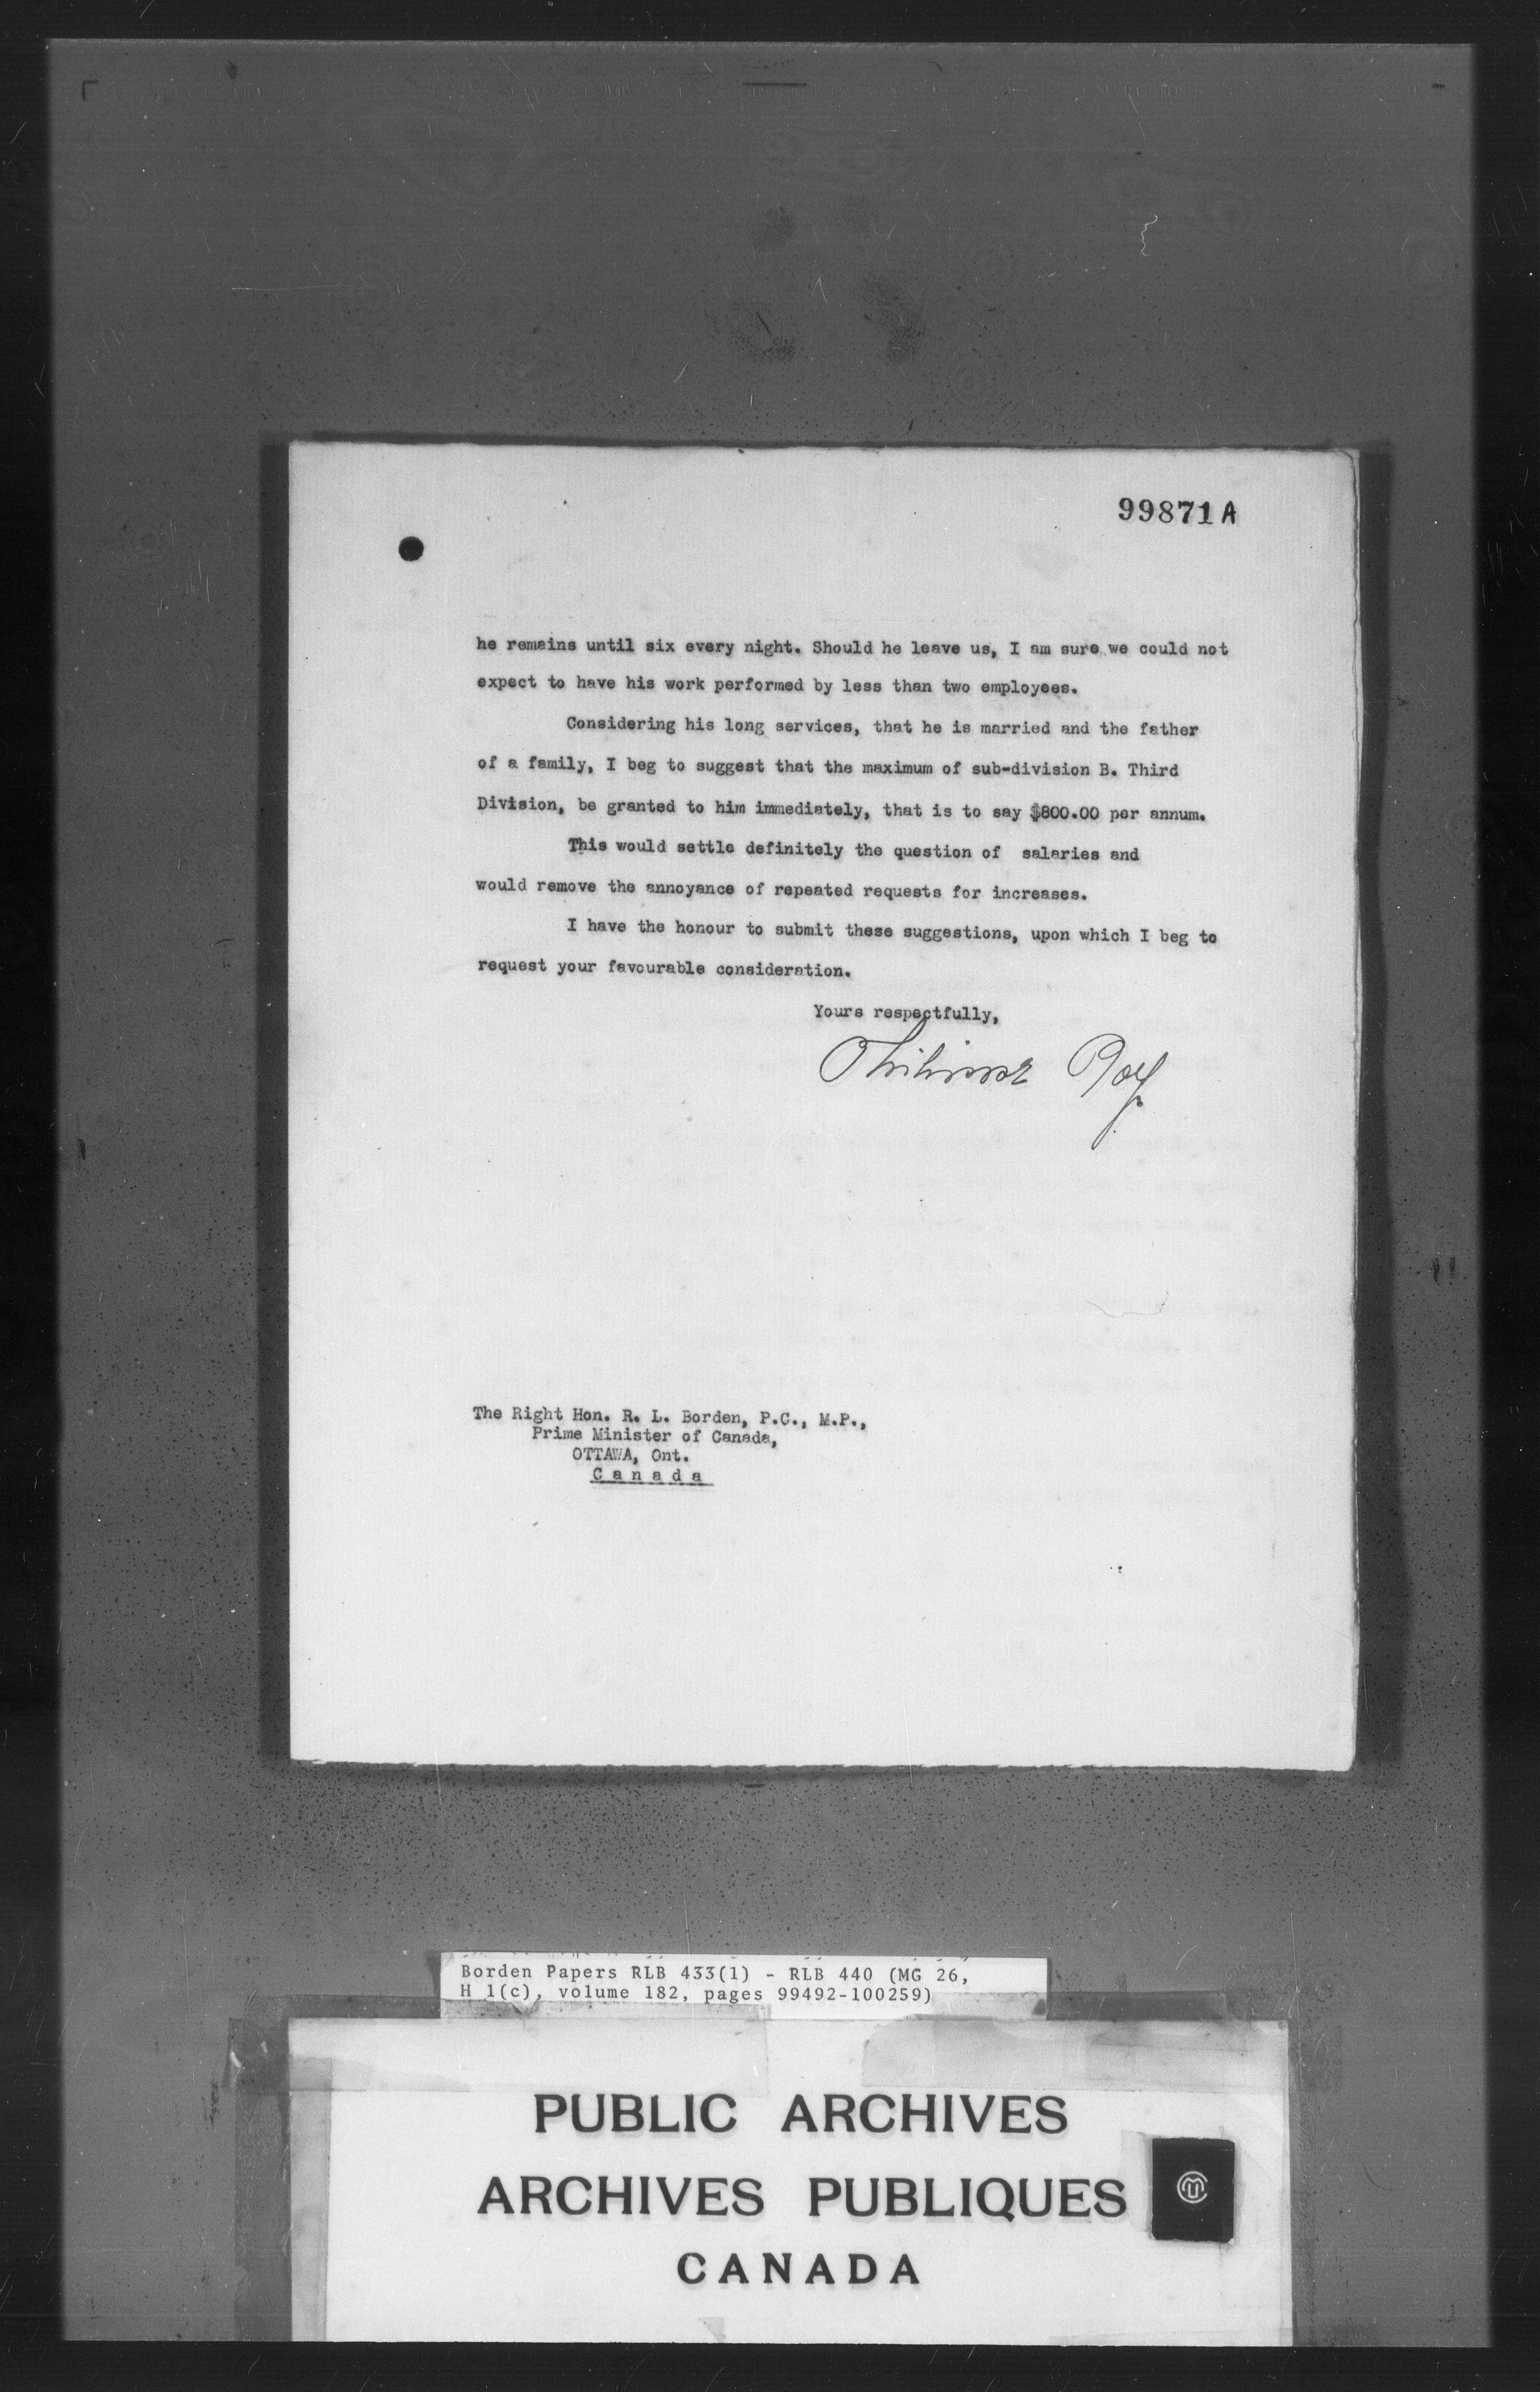 99871A
he remains until six every night. Should he leave us, I am sure we could not
expect to have his work performed by less than two employees.
Considering his long services, that he is married and the father
of a family, I beg to suggest that the maximum of sub-division B. Third
Division, be granted to him immediately, that is to say $800.00 per annum.
This would settle definitely the question of salaries and
would remove the annoyance of repeated requests for increases.
I have the honour to submit these suggestions, upon which I beg to
request your favourable consideration.
Yours respectfully,
Philippe Roy
The Right Hon. R. L. Borden, P.C., M.P.,
Prime Minister of Canada,
OTTAWA, Ont.
Canada
Borden Papers RLB 433(1) - RLB 440 (MG 26,
H 1(c), volume 182, pages 99492-100259)
PUBLIC ARCHIVES
ARCHIVES PUBLIQUES
CANADA